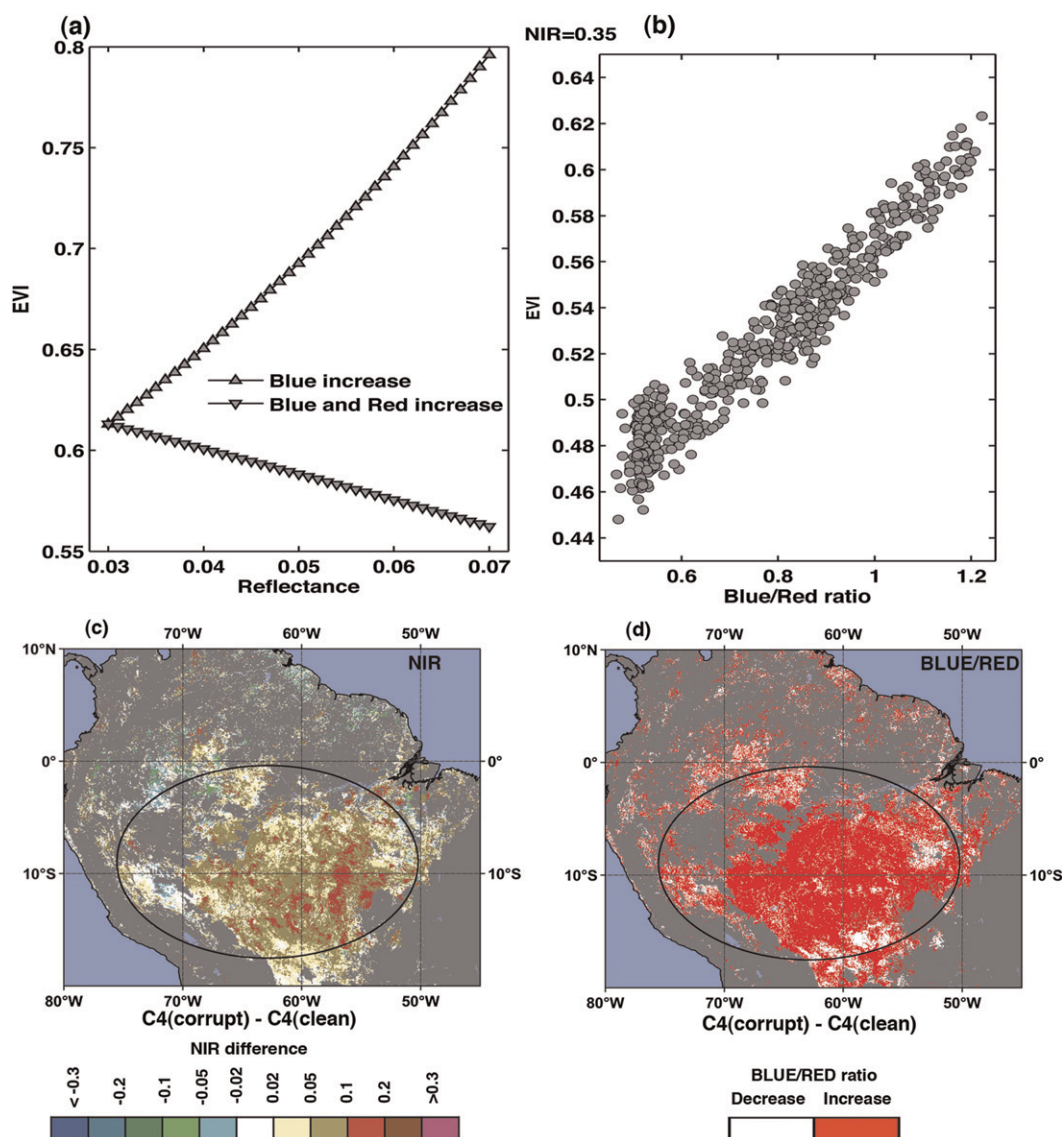 (a)
NIR=0.35
(b)
0.8
0.75
0.7
0.65
0.6
0.55
EVI
Blue increase
Blue and Red increase
0.03 0.04 0.05 0.06 0.07
Reflectance
0.64
0.62
0.6
0.58
0.56
0.54
0.52
0.5
0.48
0.46
0.44
EVI
0.6 0.8 1 1.2
Blue/Red ratio
(c)
70°W 60°W 50°W
10°N
NIR
0°
0°
10°S
10°S
80°W 70°W 60°W 50°W
C4(corrupt) - C4(clean)
NIR difference
< -0.3 -0.2 -0.1 -0.05 -0.02 0.02 0.05 0.1 0.2 >0.3
(d)
70°W 60°W 50°W
10°N
BLUE/RED
0°
0°
10°S
10°S
80°W 70°W 60°W 50°W
C4(corrupt) - C4(clean)
BLUE/RED ratio
Decrease Increase